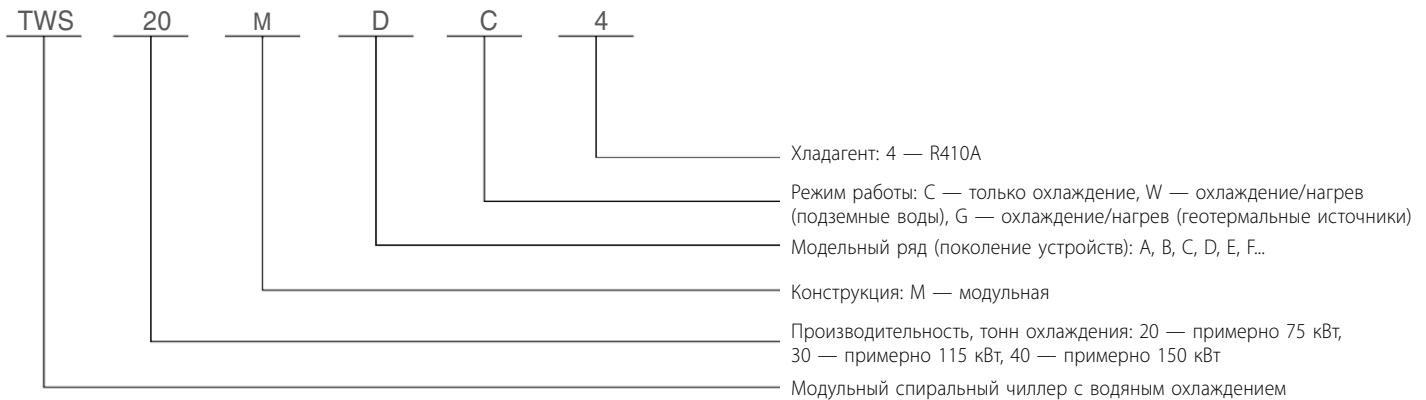 TWS 20 M D C 4
Хладагент: 4 — R410A
Режим работы: C — только охлаждение, W — охлаждение/нагрев
(подземные воды), G — охлаждение/нагрев (геотермальные источники)
Модельный ряд (поколение устройств): A, B, C, D, E, F...
Конструкция: M — модульная
Производительность, тонн охлаждения: 20 — примерно 75 кВт,
30 — примерно 115 кВт, 40 — примерно 150 кВт
Модульный спиральный чиллер с водяным охлаждением